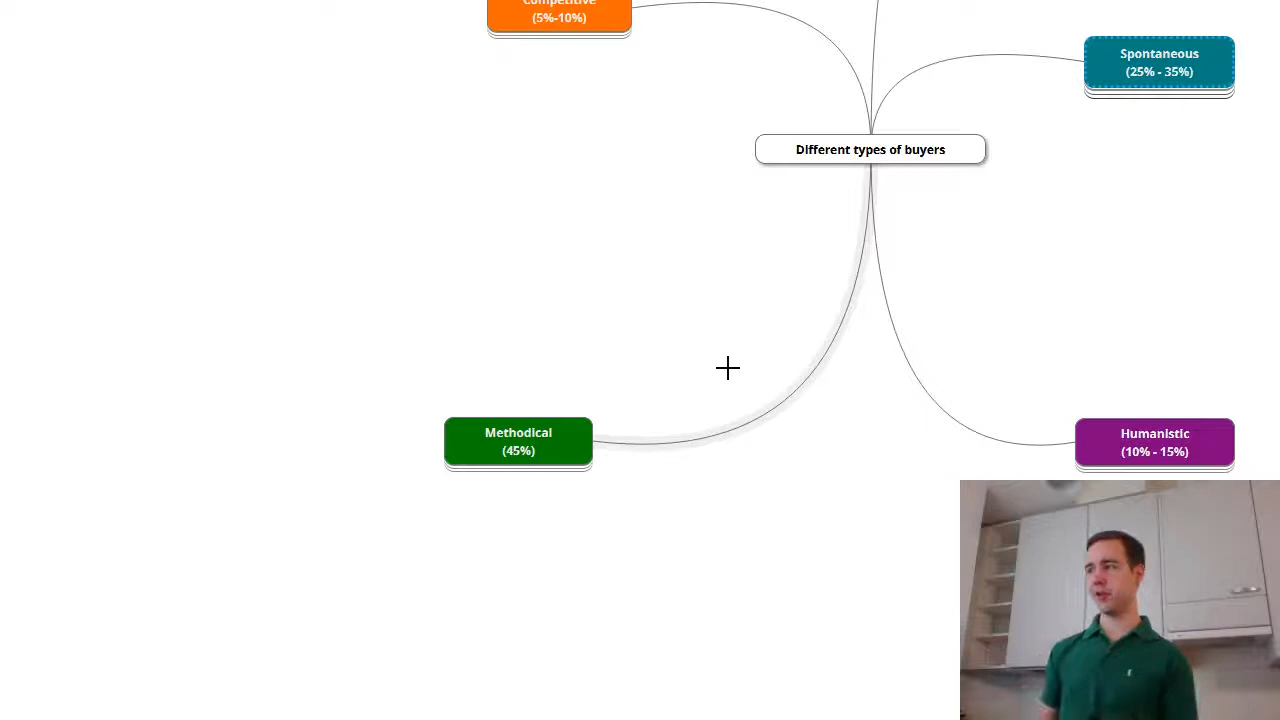 Competitive
(5%-10%)
Spontaneous
(25% - 35%)
Different types of buyers
Methodical
(45%)
Humanistic
(10% - 15%)